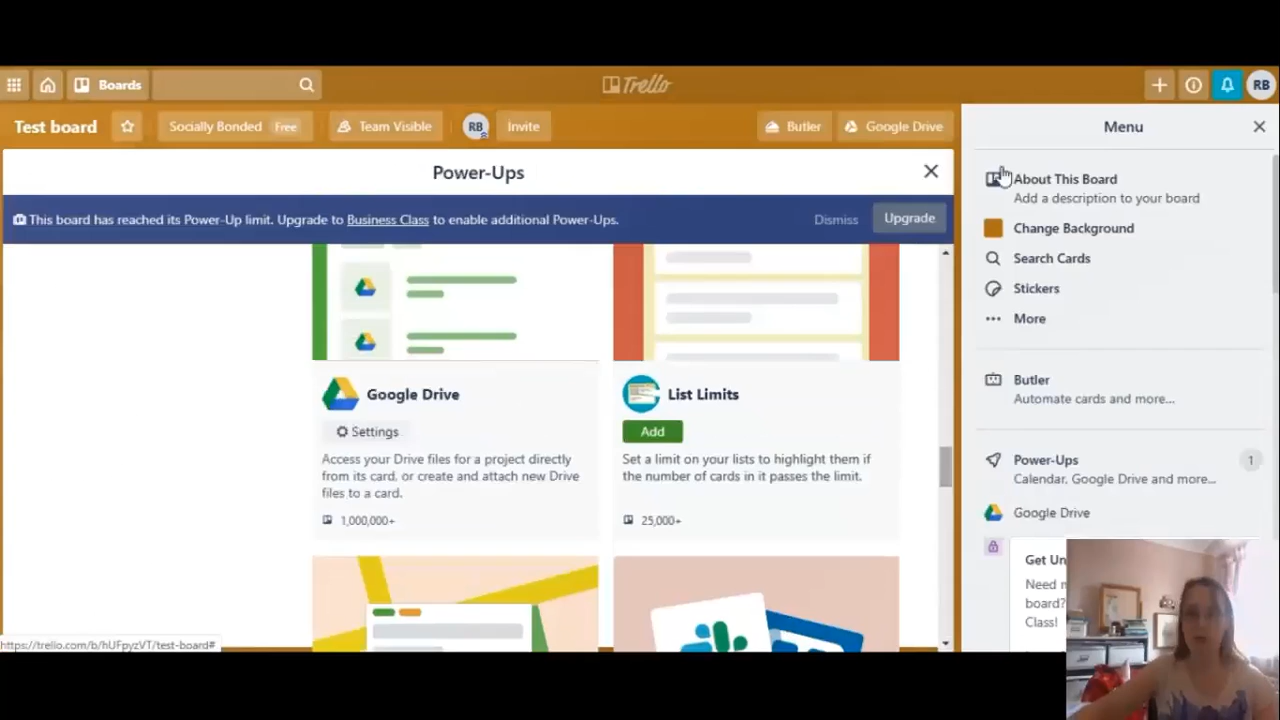 Boards
Trello
RB
Test board
Socially Bonded Free
Team Visible
RB
Invite
Butler
Google Drive
Menu
Power-Ups
This board has reached its Power-Up limit. Upgrade to Business Class to enable additional Power-Ups.
Dismiss
Upgrade
Google Drive
Settings
Access your Drive files for a project directly
from its card, or create and attach new Drive
files to a card.
1,000,000+
List Limits
Add
Set a limit on your lists to highlight them if
the number of cards in it passes the limit.
25,000+
About This Board
Add a description to your board
Change Background
Search Cards
Stickers
More
Butler
Automate cards and more...
Power-Ups
1
Calendar, Google Drive and more...
Google Drive
Get Un
Need m
board?
Class!
https://trello.com/b/hUFpyzVT/test-board#